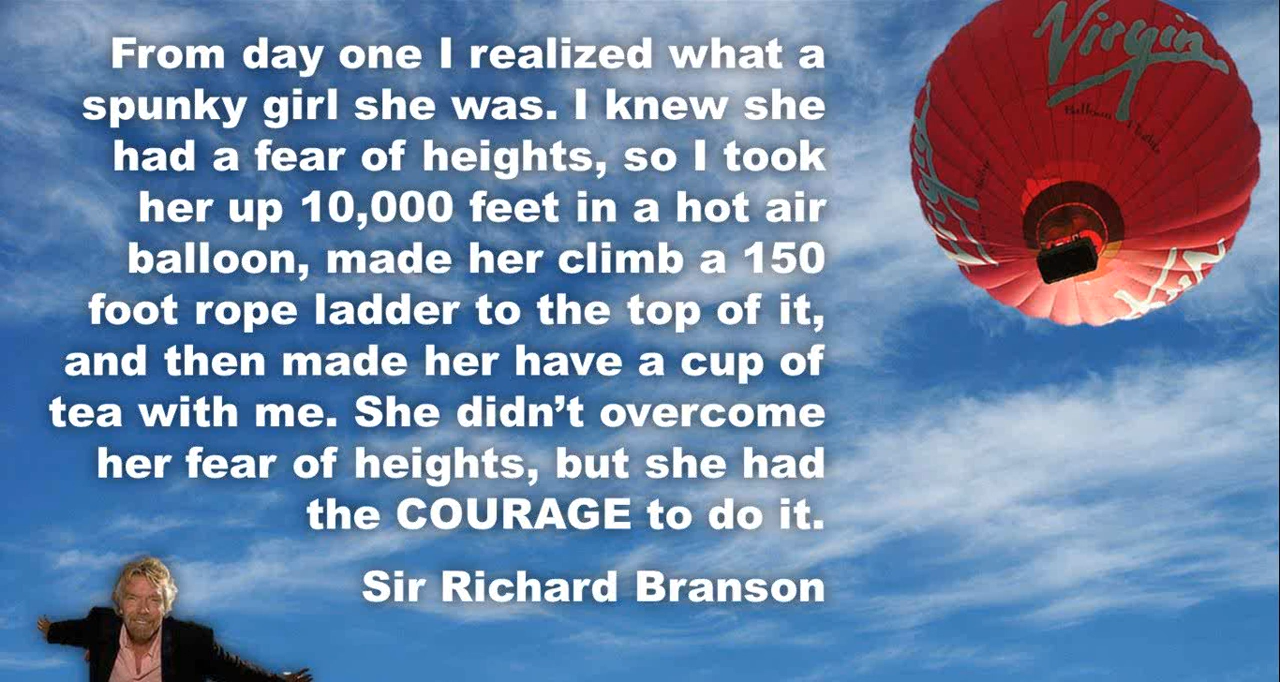 From day one I realized what a
spunky girl she was. I knew she
had a fear of heights, so I took
her up 10,000 feet in a hot air
balloon, made her climb a 150
foot rope ladder to the top of it,
and then made her have a cup of
tea with me. She didn’t overcome
her fear of heights, but she had
the COURAGE to do it.
Sir Richard Branson
Virgin